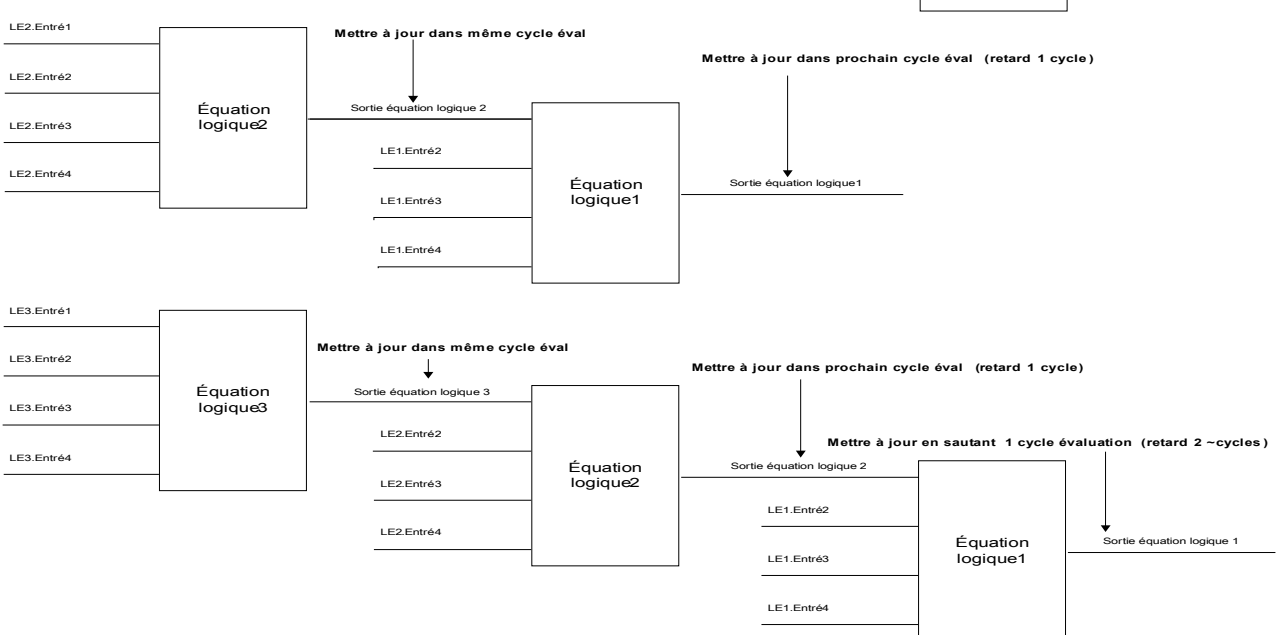 LE2.Entré1
Mettre à jour dans même cycle éval
Mettre à jour dans prochain cycle éval (retard 1 cycle)
LE2.Entré2
Équation
logique2
Sortie équation logique 2
LE2.Entré3
LE1.Entré2
LE2.Entré4
Équation
logique1
Sortie équation logique1
LE1.Entré3
LE1.Entré4
LE3.Entré1
Mettre à jour dans même cycle éval
LE3.Entré2
Mettre à jour dans prochain cycle éval (retard 1 cycle)
Équation
logique3
Sortie équation logique 3
LE3.Entré3
LE2.Entré2
Mettre à jour en sautant 1 cycle évaluation (retard 2 ~cycles)
LE3.Entré4
Équation
logique2
Sortie équation logique 2
LE2.Entré3
LE1.Entré2
LE2.Entré4
Équation
logique1
Sortie équation logique 1
LE1.Entré3
LE1.Entré4